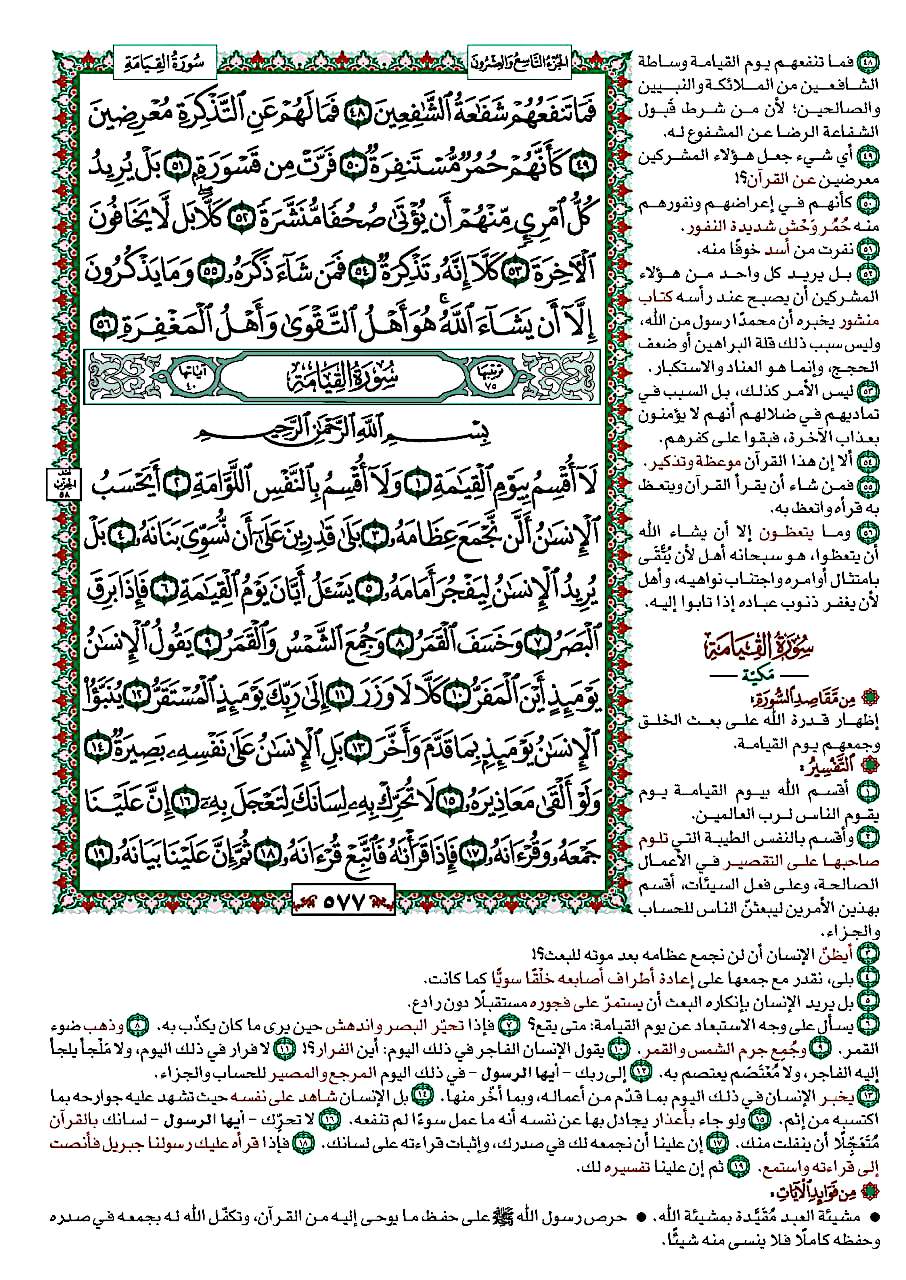 سُورَةُ القِيَامَةِ
الجُزْءُ التَّاسِعُ وَالعِشْرُونَ
فَمَا تَنفَعُهُمْ شَفَٰعَةُ ٱلشَّٰفِعِينَ ٤٨ فَمَا لَهُمْ عَنِ ٱلتَّذْكِرَةِ مُعْرِضِينَ
٤٩ كَأَنَّهُمْ حُمُرٌ مُّسْتَنفِرَةٌ ٥٠ فَرَّتْ مِن قَسْوَرَةٍۭ ٥١ بَلْ يُرِيدُ
كُلُّ ٱمْرِئٍ مِّنْهُمْ أَن يُؤْتَىٰ صُحُفًا مُّنَشَّرَةً ٥٢ كَلَّاۖ بَل لَّا يَخَافُونَ
ٱلْأٓخِرَةَ ٥٣ كَلَّآ إِنَّهُۥ تَذْكِرَةٌ ٥٤ فَمَن شَآءَ ذَكَرَهُۥ ٥٥ وَمَا يَذْكُرُونَ
إِلَّآ أَن يَشَآءَ ٱللَّهُۚ هُوَ أَهْلُ ٱلتَّقْوَىٰ وَأَهْلُ ٱلْمَغْفِرَةِ ٥٦
ترتيبها ٧٥ سُورَةُ القِيَامَةِ آياتها ٤٠
بِسْمِ ٱللَّهِ ٱلرَّحْمَٰنِ ٱلرَّحِيمِ
لَآ أُقْسِمُ بِيَوْمِ ٱلْقِيَٰمَةِ ١ وَلَآ أُقْسِمُ بِٱلنَّفْسِ ٱللَّوَّامَةِ ٢ أَيَحْسَبُ
ٱلْإِنسَٰنُ أَلَّن نَّجْمَعَ عِظَامَهُۥ ٣ بَلَىٰ قَٰدِرِينَ عَلَىٰٓ أَن نُّسَوِّىَ بَنَانَهُۥ ٤ بَلْ
يُرِيدُ ٱلْإِنسَٰنُ لِيَفْجُرَ أَمَامَهُۥ ٥ يَسْـَٔلُ أَيَّانَ يَوْمُ ٱلْقِيَٰمَةِ ٦ فَإِذَا بَرِقَ
ٱلْبَصَرُ ٧ وَخَسَفَ ٱلْقَمَرُ ٨ وَجُمِعَ ٱلشَّمْسُ وَٱلْقَمَرُ ٩ يَقُولُ ٱلْإِنسَٰنُ
يَوْمَئِذٍ أَيْنَ ٱلْمَفَرُّ ١٠ كَلَّا لَا وَزَرَ ١١ إِلَىٰ رَبِّكَ يَوْمَئِذٍ ٱلْمُسْتَقَرُّ ١٢ يُنَبَّؤُا۟
ٱلْإِنسَٰنُ يَوْمَئِذٍۭ بِمَا قَدَّمَ وَأَخَّرَ ١٣ بَلِ ٱلْإِنسَٰنُ عَلَىٰ نَفْسِهِۦ بَصِيرَةٌ ١٤
وَلَوْ أَلْقَىٰ مَعَاذِيرَهُۥ ١٥ لَا تُحَرِّكْ بِهِۦ لِسَانَكَ لِتَعْجَلَ بِهِۦٓ ١٦ إِنَّ عَلَيْنَا
جَمْعَهُۥ وَقُرْءَانَهُۥ ١٧ فَإِذَا قَرَأْنَٰهُ فَٱتَّبِعْ قُرْءَانَهُۥ ١٨ ثُمَّ إِنَّ عَلَيْنَا بَيَانَهُۥ ١٩
٥٧٧
الحزب
٥٨
٤٨ فما تنفعهم يوم القيامة وساطة
الشافعين من الملائكة والنبيين
والصالحين؛ لأن من شرط قبول
الشفاعة الرضا عن المشفوع له.
٤٩ أي شيء جعل هؤلاء المشركين
معرضين عن القرآن؟!
٥٠ كأنهم في إعراضهم ونفورهم
منه حُمُر وَحْش شديدة النفور.
٥١ نفرت من أسد خوفًا منه.
٥٢ بل يريد كل واحد من هؤلاء
المشركين أن يصبح عند رأسه كتاب
منشور يخبره أن محمدًا رسول من الله،
وليس سبب ذلك قلة البراهين أو ضعف
الحجج، وإنما هو العناد والاستكبار.
٥٣ ليس الأمر كذلك، بل السبب في
تماديهم في ضلالهم أنهم لا يؤمنون
بعذاب الآخرة، فبقوا على كفرهم.
٥٤ ألا إن هذا القرآن موعظة وتذكير.
٥٥ فمن شاء أن يقرأ القرآن ويتعظ
به قرأه واتعظ به.
٥٦ وما يتعظون إلا أن يشاء الله
أن يتعظوا، هو سبحانه أهل لأن يُتَّقَى
بامتثال أوامره واجتناب نواهيه، وأهل
لأن يغفر ذنوب عباده إذا تابوا إليه.
سُورَةُ القِيَامَةِ
— مَكيّة —
مِن مَّقَاصِدِ السُّورَةِ:
إظهار قدرة الله على بعث الخلق
وجمعهم يوم القيامة.
التَّفْسِيرُ:
١ أقسم الله بيوم القيامة يوم
يقوم الناس لرب العالمين.
٢ وأقسم بالنفس الطيبة التي تلوم
صاحبها على التقصير في الأعمال
الصالحة، وعلى فعل السيئات، أقسم
بهذين الأمرين ليبعثنّ الناس للحساب
والجزاء.
٣ أيظنّ الإنسان أن لن نجمع عظامه بعد موته للبعث؟!
٤ بلى، نقدر مع جمعها على إعادة أطراف أصابعه خلْقًا سويًّا كما كانت.
٥ بل يريد الإنسان بإنكاره البعث أن يستمرّ على فجوره مستقبلًا دون رادع.
٦ يسأل على وجه الاستبعاد عن يوم القيامة: متى يقع؟ ٧ فإذا تحيّر البصر واندهش حين يرى ما كان يكذّب به. ٨ وذهب ضوء
القمر. ٩ وجُمِع جرم الشمس والقمر. ١٠ يقول الإنسان الفاجر في ذلك اليوم: أين الفرار؟! ١١ لا فرار في ذلك اليوم، ولا مَلْجأ يلجأ
إليه الفاجر، ولا مُعْتَصَم يعتصم به. ١٢ إلى ربك - أيها الرسول - في ذلك اليوم المرجع والمصير للحساب والجزاء.
١٣ يخبر الإنسان في ذلك اليوم بما قدّم من أعماله، وبما أخّر منها. ١٤ بل الإنسان شاهد على نفسه حيث تشهد عليه جوارحه بما
اكتسبه من إثم. ١٥ ولو جاء بأعذار يجادل بها عن نفسه أنه ما عمل سوءًا لم تنفعه. ١٦ لا تحرّك - أيها الرسول - لسانك بالقرآن
مُتَعَجِّلًا أن ينفلت منك. ١٧ إن علينا أن نجمعه لك في صدرك، وإثبات قراءته على لسانك. ١٨ فإذا قرأه عليك رسولنا جبريل فأنصت
إلى قراءته واستمع. ١٩ ثم إن علينا تفسيره لك.
مِن فَوَائِدِ الآيَاتِ:
• مشيئة العبد مُقَيَّدة بمشيئة الله. • حرص رسول الله ﷺ على حفظ ما يوحى إليه من القرآن، وتكفّل الله له بجمعه في صدره
وحفظه كاملًا فلا ينسى منه شيئًا.